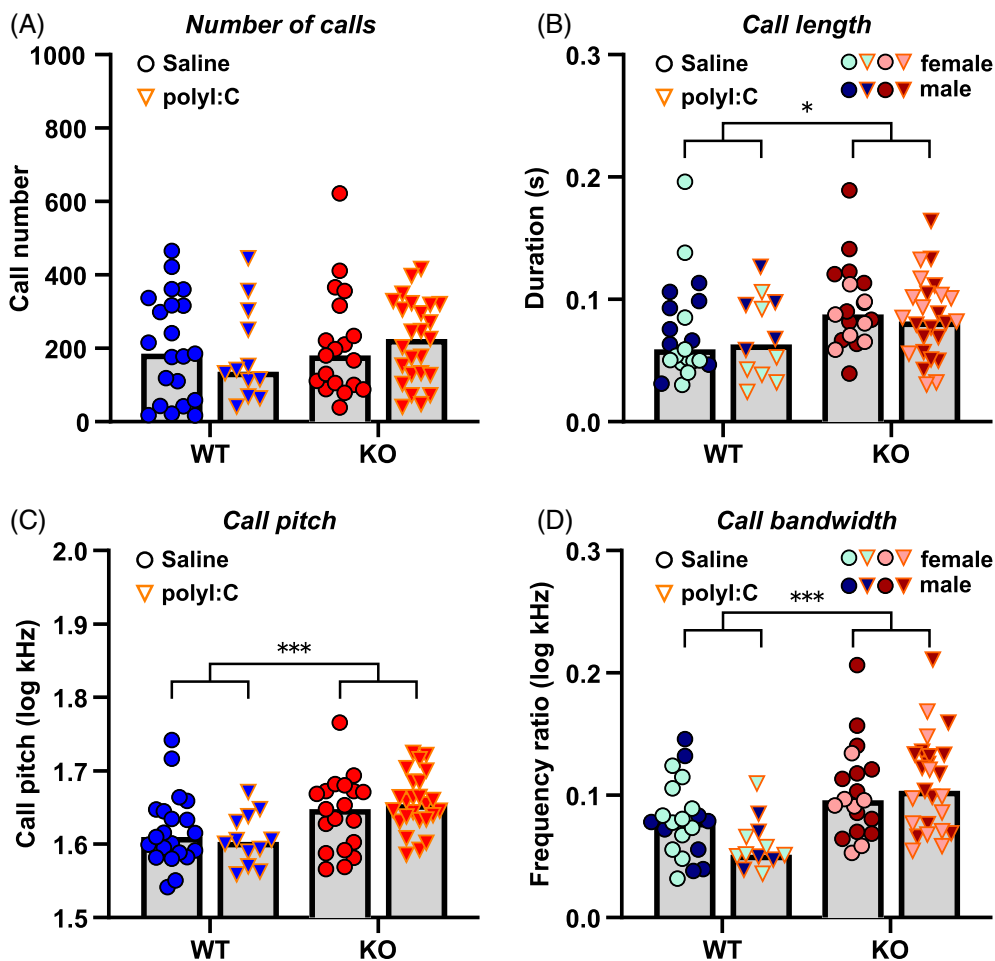 (A)
Number of calls
1000
800
600
400
200
0
Call number
Saline
polyI:C
WT
KO
(B)
Call length
0.3
0.2
0.1
0.0
Duration (s)
Saline
polyI:C
female
male
*
WT
KO
(C)
Call pitch
2.0
1.9
1.8
1.7
1.6
1.5
Call pitch (log kHz)
Saline
polyI:C
***
WT
KO
(D)
Call bandwidth
0.3
0.2
0.1
0.0
Frequency ratio (log kHz)
Saline
polyI:C
female
male
***
WT
KO